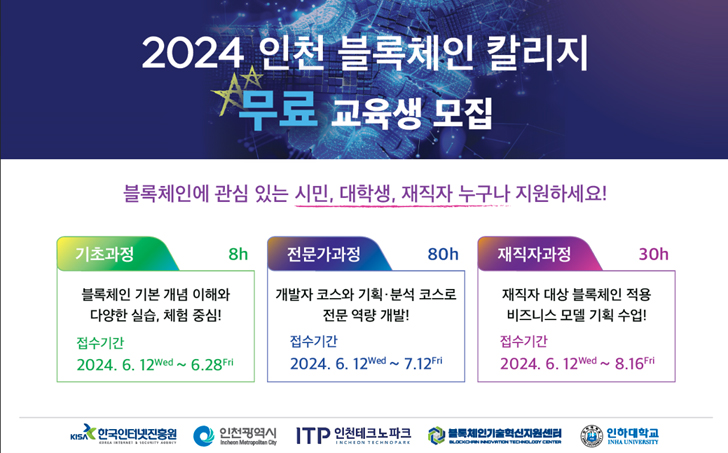 2024 인천 블록체인 칼리지
무료 교육생 모집
블록체인에 관심 있는 시민, 대학생, 재직자 누구나 지원하세요!
기초과정 8h
블록체인 기본 개념 이해와
다양한 실습, 체험 중심!
접수기간
2024. 6. 12Wed ~ 6.28Fri
전문가과정 80h
개발자 코스와 기획·분석 코스로
전문 역량 개발!
접수기간
2024. 6. 12Wed ~ 7.12Fri
재직자과정 30h
재직자 대상 블록체인 적용
비즈니스 모델 기획 수업!
접수기간
2024. 6. 12Wed ~ 8.16Fri
KISA 한국인터넷진흥원
KOREA INTERNET & SECURITY AGENCY
인천광역시
Incheon Metropolitan City
ITP 인천테크노파크
INCHEON TECHNOPARK
블록체인기술혁신지원센터
BLOCKCHAIN INNOVATION TECHNOLOGY CENTER
인하대학교
INHA UNIVERSITY